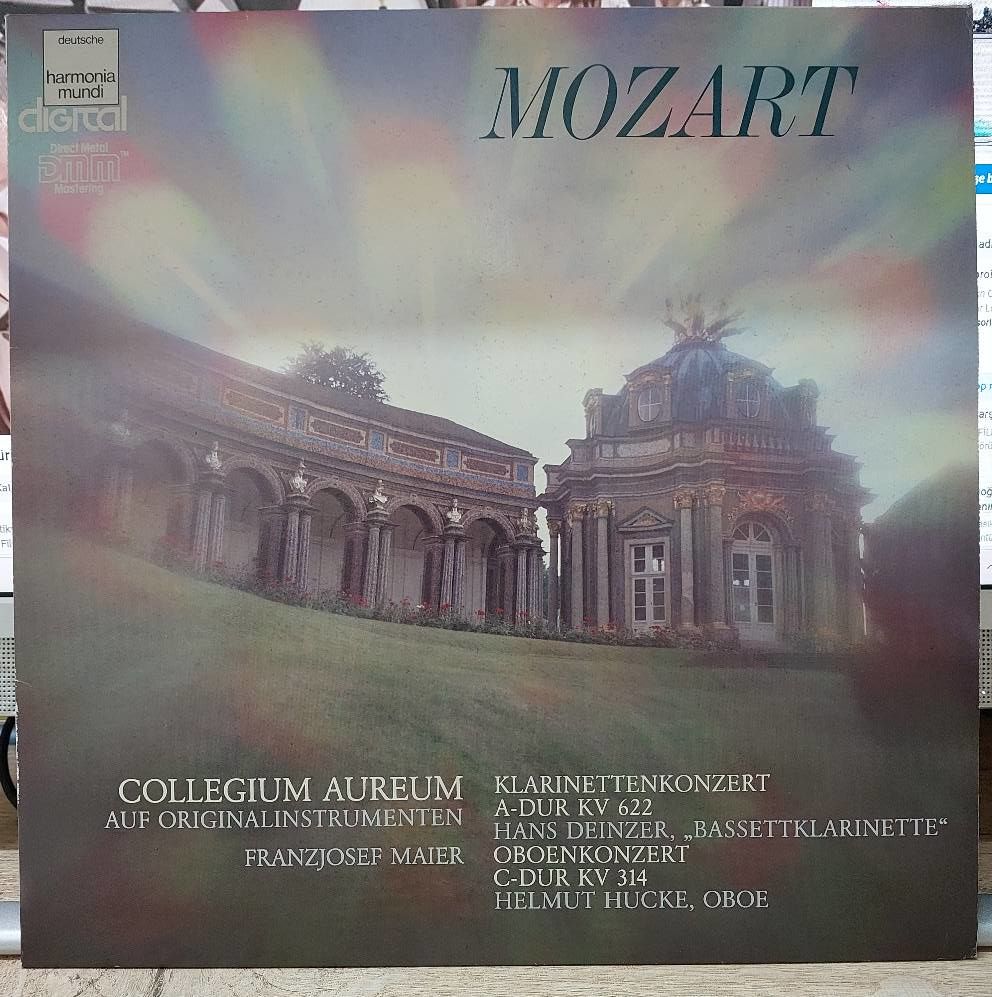 deutsche
harmonia
mundi
digital
Direct Metal
DMM™
Mastering
MOZART
COLLEGIUM AUREUM
AUF ORIGINALINSTRUMENTEN
FRANZJOSEF MAIER
KLARINETTENKONZERT
A-DUR KV 622
HANS DEINZER, „BASSETTKLARINETTE“
OBOENKONZERT
C-DUR KV 314
HELMUT HUCKE, OBOE